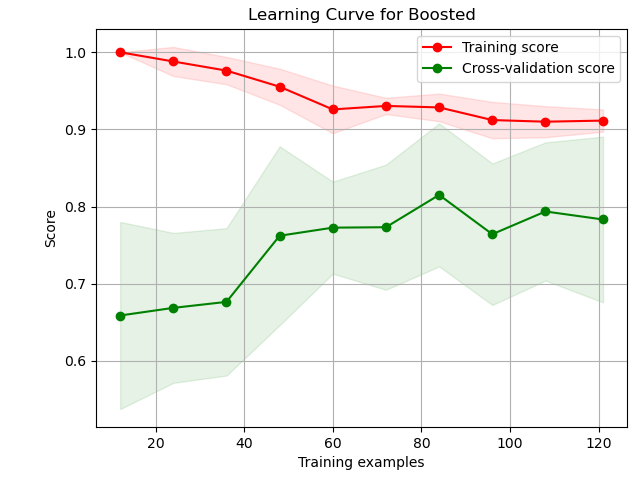 Learning Curve for Boosted
Training score
Cross-validation score
1.0
0.9
0.8
0.7
0.6
Score
20 40 60 80 100 120
Training examples